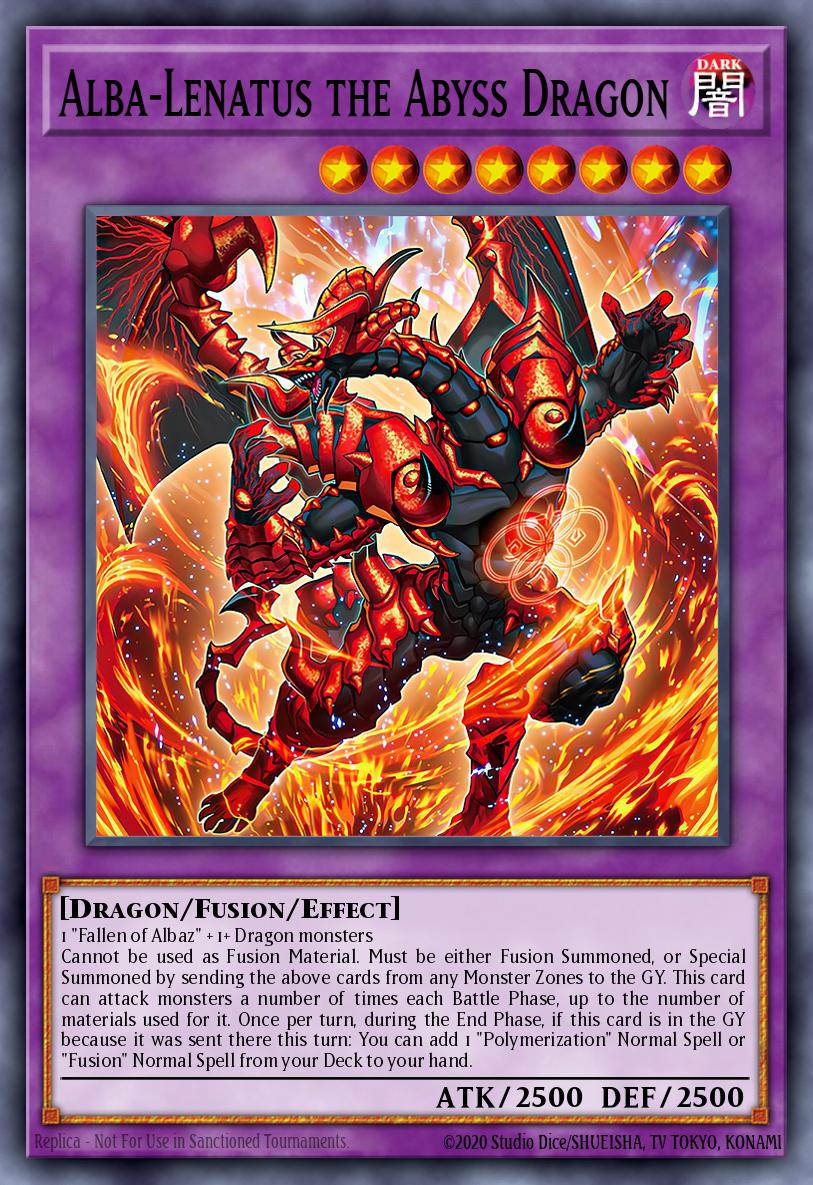 Alba-Lenatus the Abyss Dragon
DARK
闇
[Dragon/Fusion/Effect]
1 "Fallen of Albaz" + 1+ Dragon monsters
Cannot be used as Fusion Material. Must be either Fusion Summoned, or Special
Summoned by sending the above cards from any Monster Zones to the GY. This card
can attack monsters a number of times each Battle Phase, up to the number of
materials used for it. Once per turn, during the End Phase, if this card is in the GY
because it was sent there this turn: You can add 1 "Polymerization" Normal Spell or
"Fusion" Normal Spell from your Deck to your hand.
ATK/2500 DEF/2500
Replica - Not For Use in Sanctioned Tournaments.
©2020 Studio Dice/SHUEISHA, TV TOKYO, KONAMI